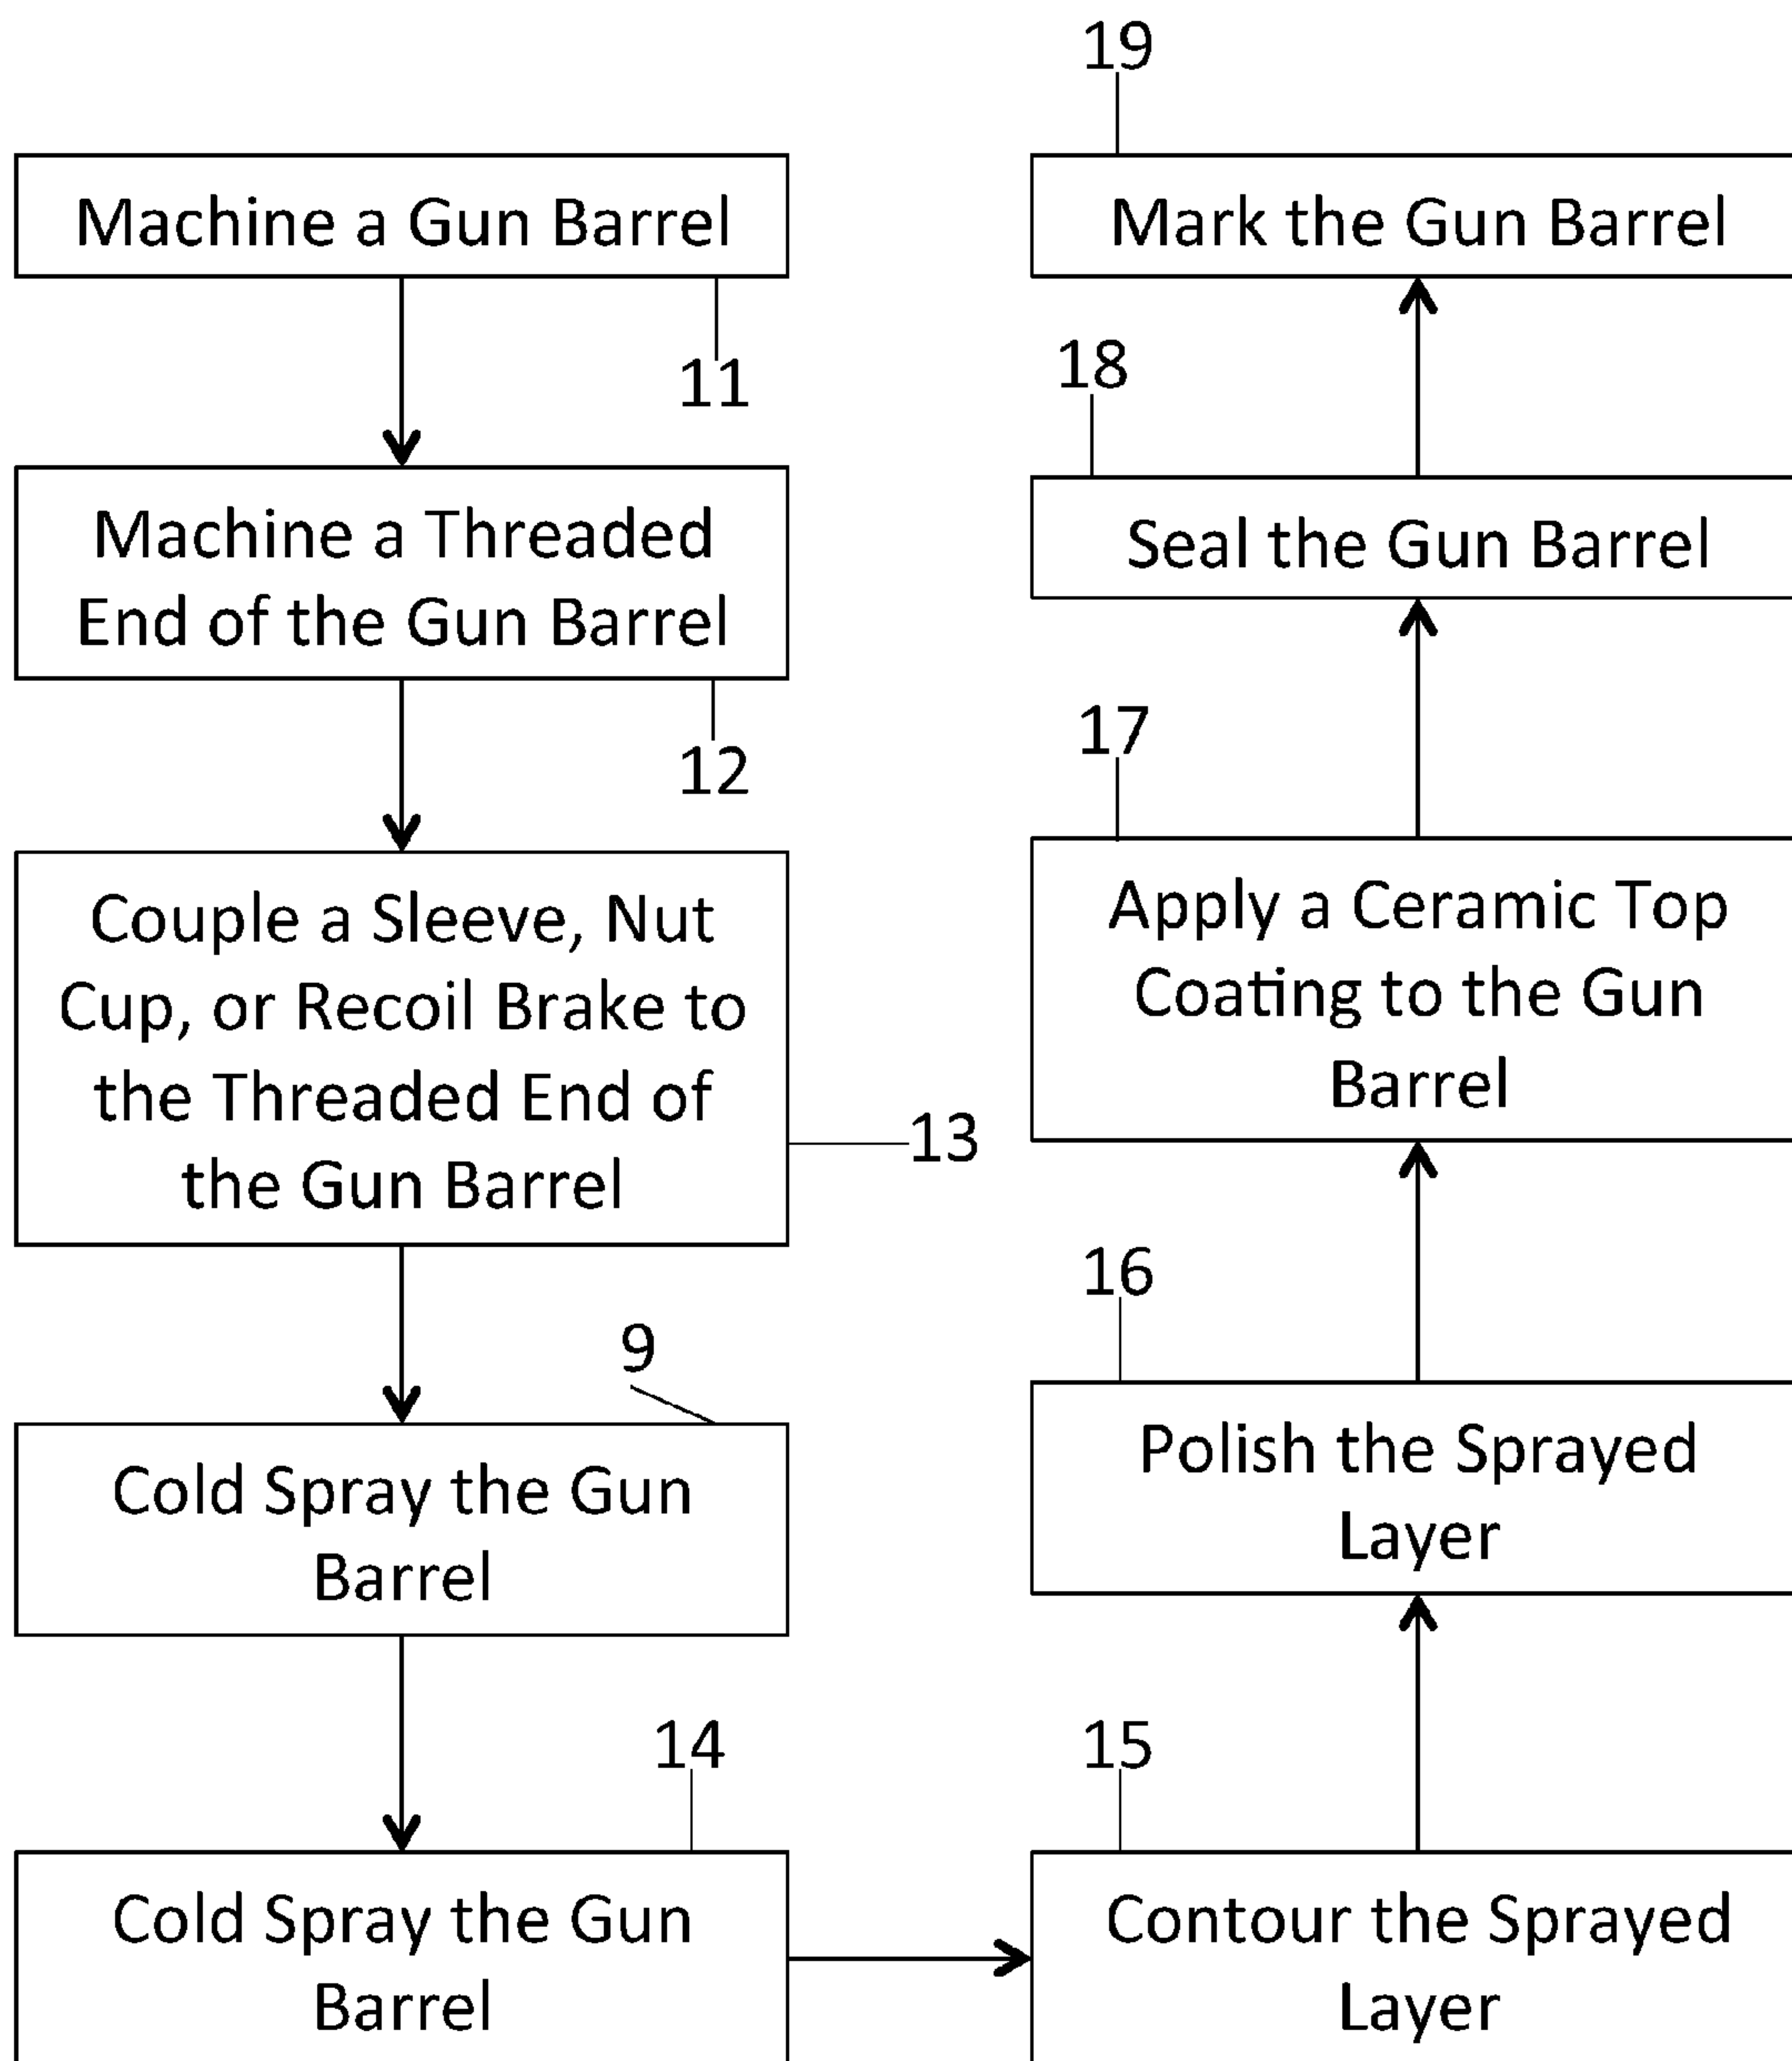 Machine a Gun Barrel
11
Machine a Threaded
End of the Gun Barrel
12
Couple a Sleeve, Nut
Cup, or Recoil Brake to
the Threaded End of
the Gun Barrel
13
9
Cold Spray the Gun
Barrel
14
Cold Spray the Gun
Barrel
15
Contour the Sprayed
Layer
16
Polish the Sprayed
Layer
17
Apply a Ceramic Top
Coating to the Gun
Barrel
18
Seal the Gun Barrel
19
Mark the Gun Barrel